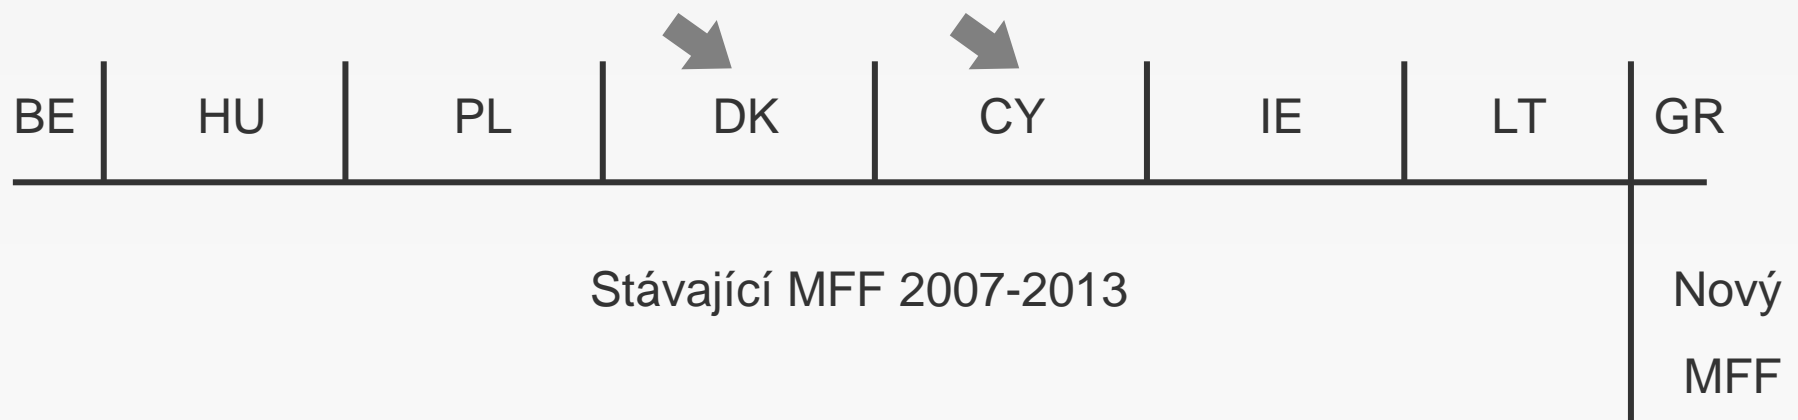 BE HU PL DK CY IE LT GR
Stávající MFF 2007-2013 Nový
MFF